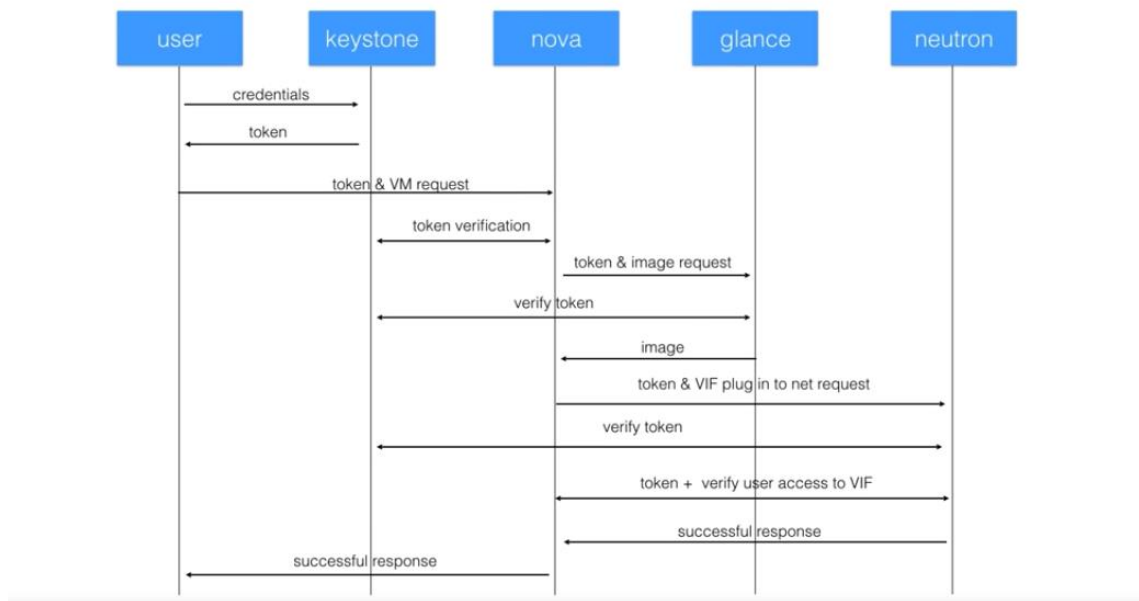 user
keystone
nova
glance
neutron
credentials
token
token & VM request
token verification
token & image request
verify token
image
token & VIF plug in to net request
verify token
token + verify user access to VIF
successful response
successful response